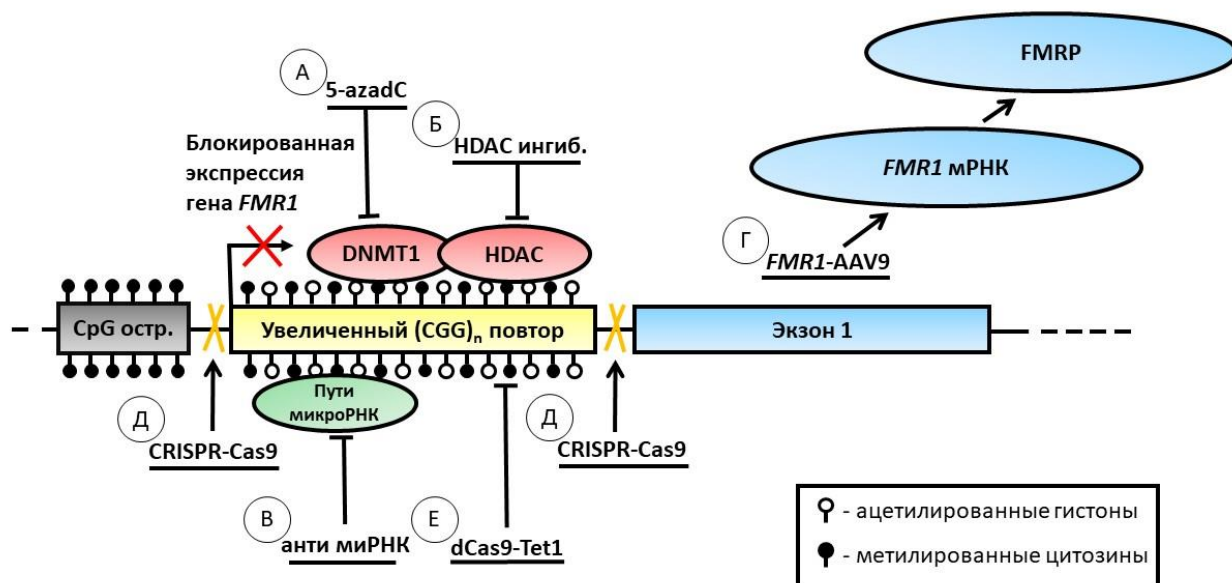 А
5-azadC
Б
HDAC ингиб.
Блокированная
экспрессия
гена FMR1
DNMT1
HDAC
FMRP
FMR1 мРНК
Г
FMR1-AAV9
CpG остр.
Увеличенный (CGG)n повтор
Экзон 1
Пути
микроРНК
Д
CRISPR-Cas9
Д
CRISPR-Cas9
В
анти миРНК
Е
dCas9-Tet1
- ацетилированные гистоны
- метилированные цитозины